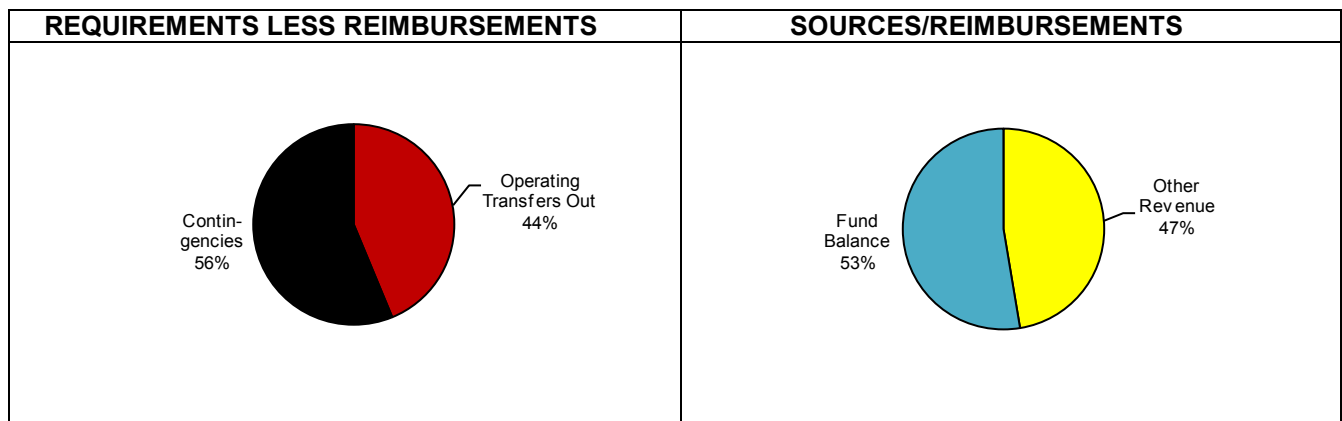 REQUIREMENTS LESS REIMBURSEMENTS
SOURCES/REIMBURSEMENTS
Operating
Transfers Out
44%
Contin-
gencies
56%
Other
Revenue
47%
Fund
Balance
53%